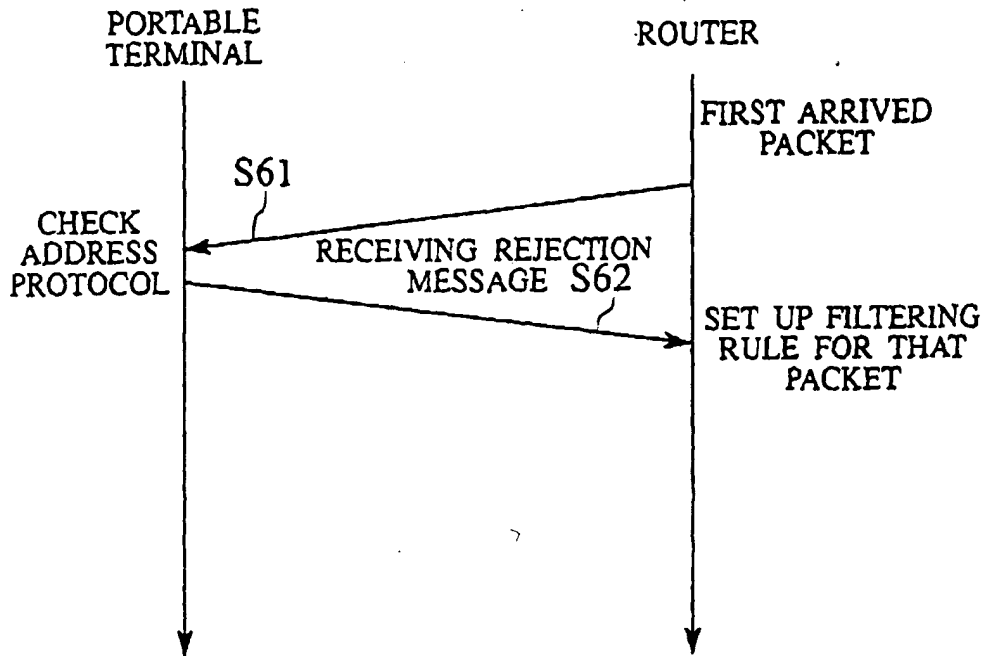 PORTABLE
TERMINAL
ROUTER
FIRST ARRIVED
PACKET
S61
CHECK
ADDRESS
PROTOCOL
RECEIVING REJECTION
MESSAGE S62
SET UP FILTERING
RULE FOR THAT
PACKET